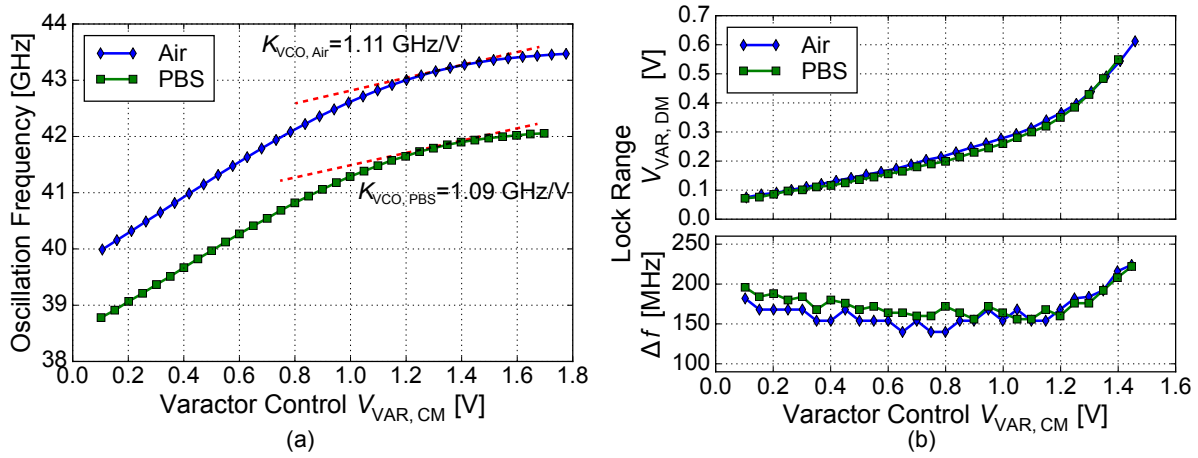 44
43
42
41
40
39
38
Oscillation Frequency [GHz]
Air
PBS
K_VCO, Air=1.11 GHz/V
K_VCO, PBS=1.09 GHz/V
0.0 0.2 0.4 0.6 0.8 1.0 1.2 1.4 1.6 1.8
Varactor Control V_VAR, CM [V]
(a)
Lock Range
V_VAR, DM [V]
0.7
0.6
0.5
0.4
0.3
0.2
0.1
0.0
Air
PBS
Δf [MHz]
250
200
150
100
0.0 0.2 0.4 0.6 0.8 1.0 1.2 1.4 1.6
Varactor Control V_VAR, CM [V]
(b)